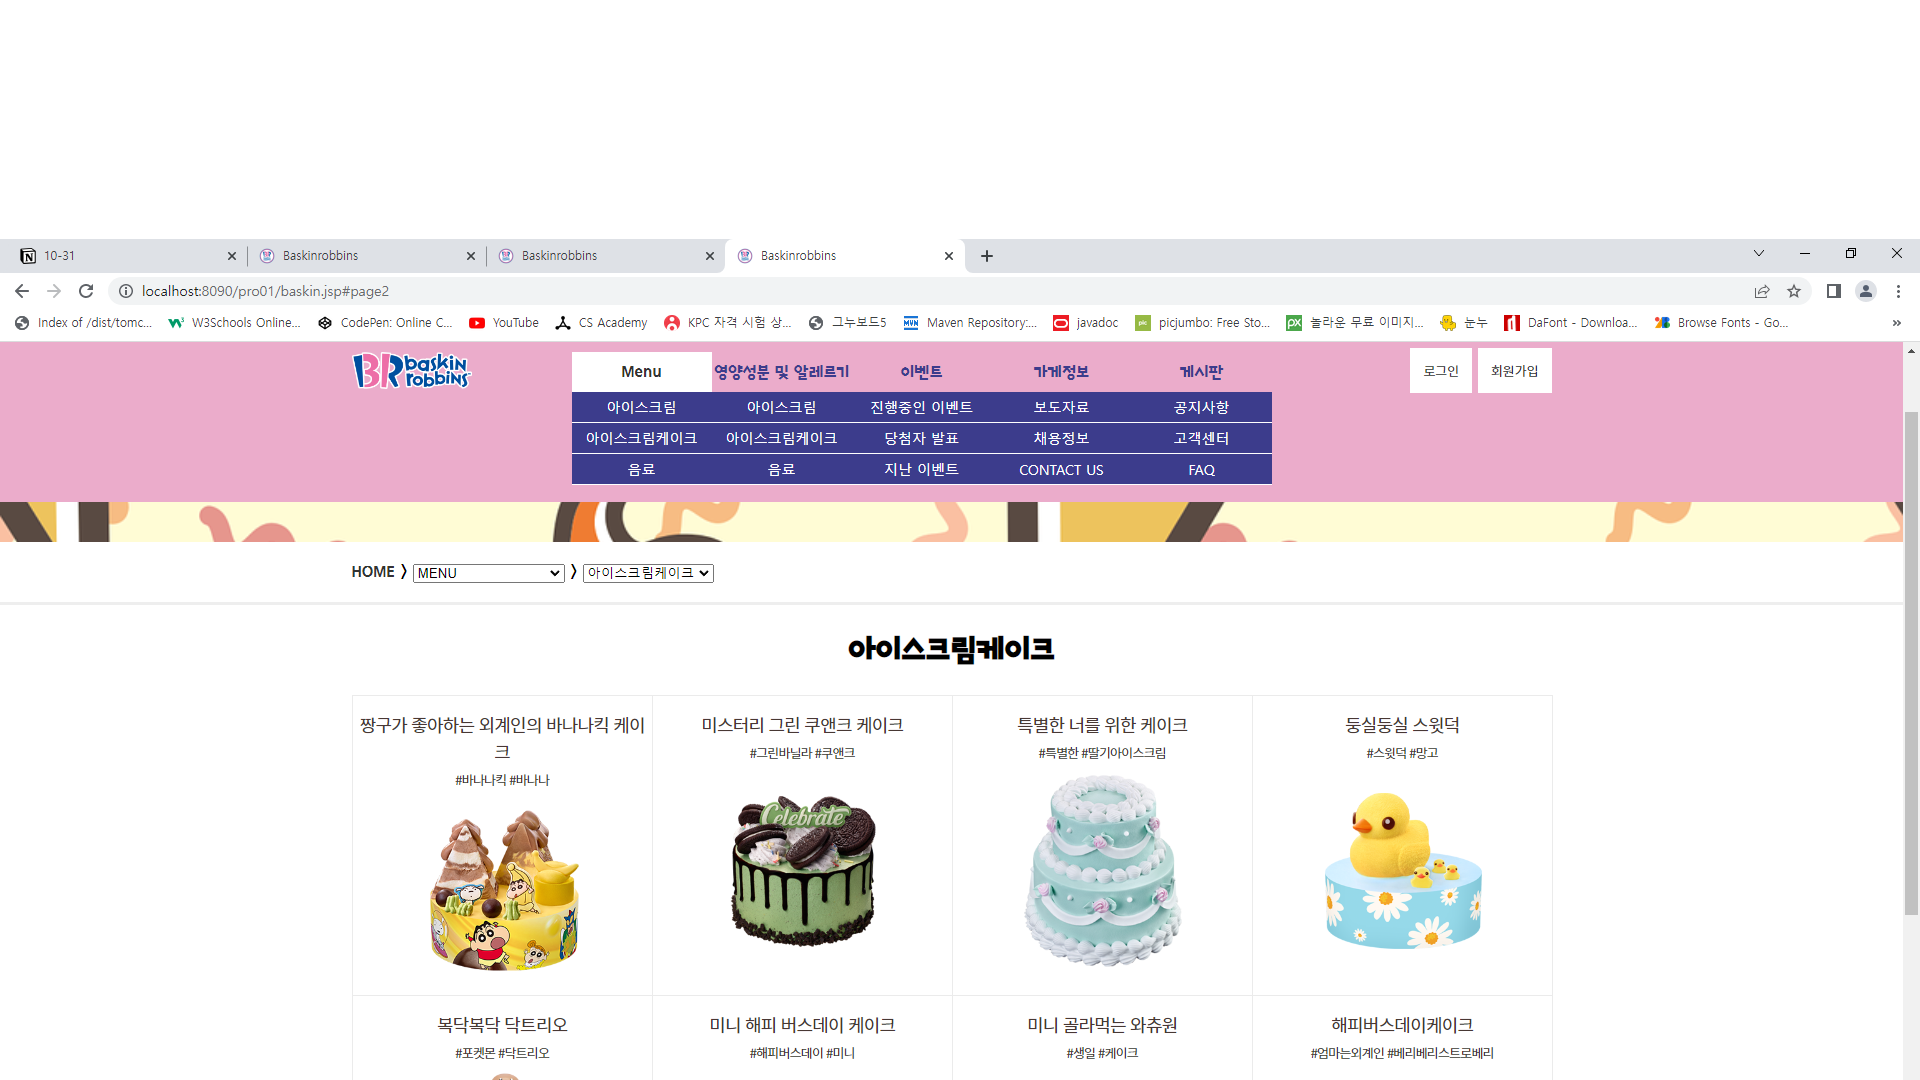 10-31
Baskinrobbins
Baskinrobbins
Baskinrobbins
localhost:8090/pro01/baskin.jsp#page2
Index of /dist/tomc...
W3Schools Online...
CodePen: Online C...
YouTube
CS Academy
KPC 자격 시험 상...
그누보드5
MVN
Maven Repository:...
javadoc
pic
picjumbo: Free Sto...
px
놀라운 무료 이미지...
눈누
DaFont - Downloa...
Browse Fonts - Go...
BR baskin robbins
Menu
영양성분 및 알레르기
이벤트
가게정보
게시판
로그인
회원가입
아이스크림 아이스크림 진행중인 이벤트 보도자료 공지사항
아이스크림케이크 아이스크림케이크 당첨자 발표 채용정보 고객센터
음료 음료 지난 이벤트 CONTACT US FAQ
HOME 〉 MENU 〉 아이스크림케이크
아이스크림케이크
짱구가 좋아하는 외계인의 바나나킥 케이
크
#바나나킥 #바나나
미스터리 그린 쿠앤크 케이크
#그린바닐라 #쿠앤크
Celebrate
특별한 너를 위한 케이크
#특별한 #딸기아이스크림
둥실둥실 스윗덕
#스윗덕 #망고
복닥복닥 닥트리오
#포켓몬 #닥트리오
미니 해피 버스데이 케이크
#해피버스데이 #미니
미니 골라먹는 와츄원
#생일 #케이크
해피버스데이케이크
#엄마는외계인 #베리베리스트로베리